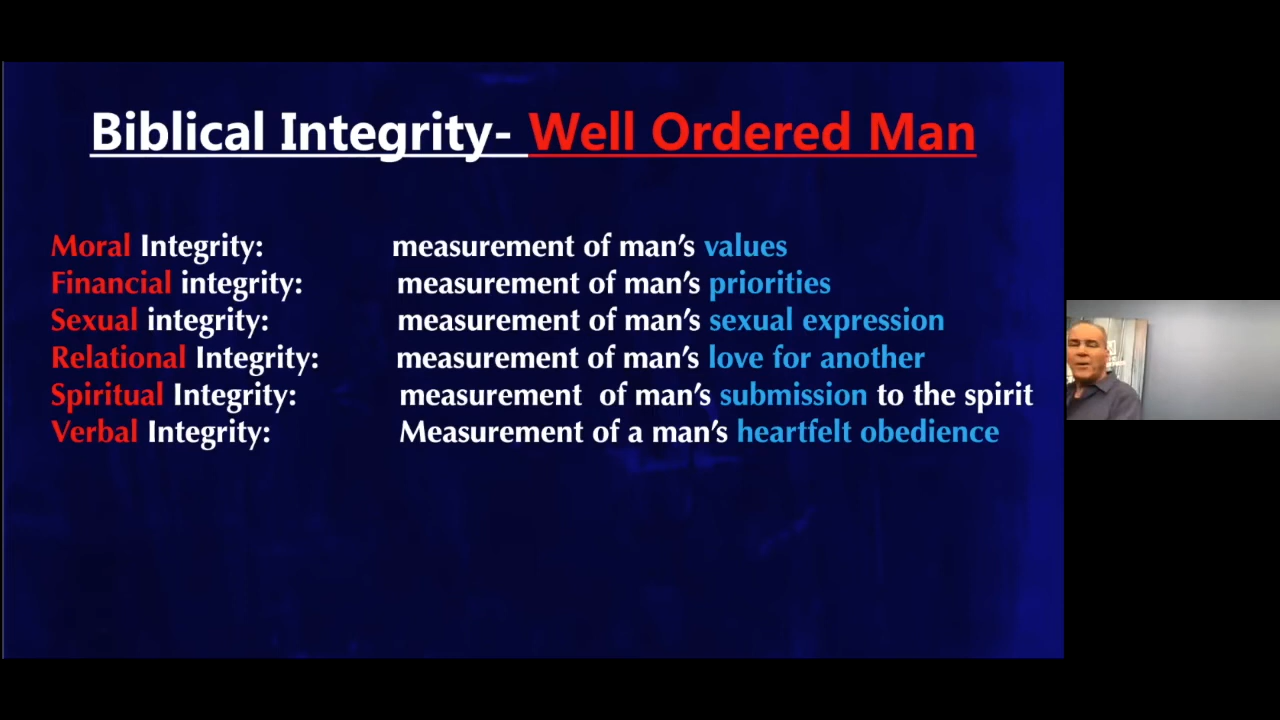 Biblical Integrity- Well Ordered Man
Moral Integrity: measurement of man’s values
Financial integrity: measurement of man’s priorities
Sexual integrity: measurement of man’s sexual expression
Relational Integrity: measurement of man’s love for another
Spiritual Integrity: measurement of man’s submission to the spirit
Verbal Integrity: Measurement of a man’s heartfelt obedience